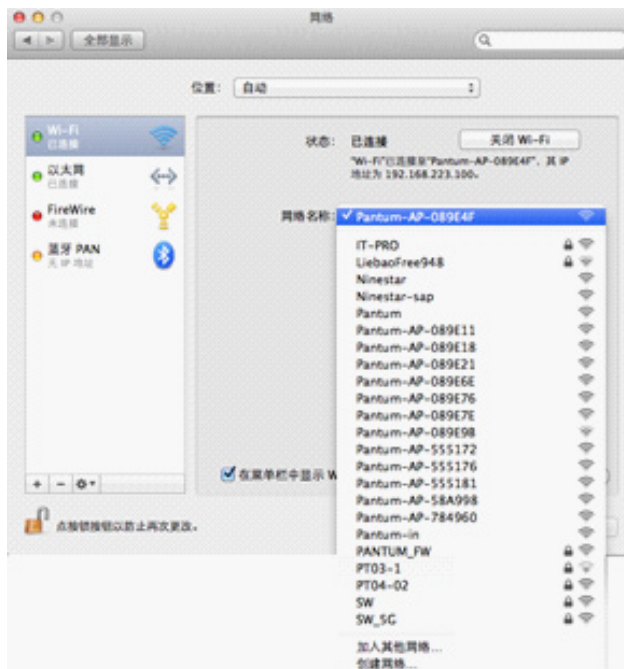 网络
全部显示
位置: 自动
Wi-Fi
已连接
以太网
已连接
FireWire
未连接
蓝牙 PAN
无 IP 地址
状态: 已连接
关闭 Wi-Fi
"Wi-Fi"已连接至"Pantum-AP-089E4F", 其 IP
地址为 192.168.223.100。
网络名称: ✓ Pantum-AP-089E4F
IT-PRO
LiebaoFree948
Ninestar
Ninestar-sap
Pantum
Pantum-AP-089E11
Pantum-AP-089E18
Pantum-AP-089E21
Pantum-AP-089E6E
Pantum-AP-089E76
Pantum-AP-089E7E
Pantum-AP-089E9B
Pantum-AP-555172
Pantum-AP-555176
Pantum-AP-555181
Pantum-AP-58A998
Pantum-AP-784960
Pantum-in
PANTUM_FW
PT03-1
PT04-02
SW
SW_5G
加入其他网络...
创建网络...
在菜单栏中显示 W
点按锁按钮以防止再次更改。